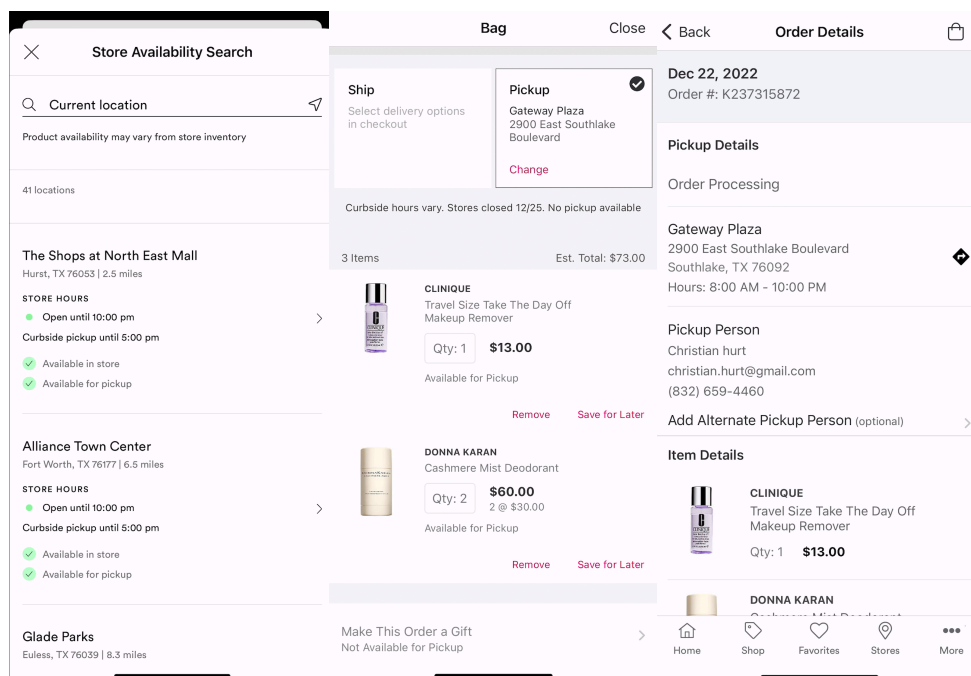 Store Availability Search
Current location
Product availability may vary from store inventory
41 locations
The Shops at North East Mall
Hurst, TX 76053 | 2.5 miles
STORE HOURS
Open until 10:00 pm
Curbside pickup until 5:00 pm
Available in store
Available for pickup
Alliance Town Center
Fort Worth, TX 76177 | 6.5 miles
STORE HOURS
Open until 10:00 pm
Curbside pickup until 5:00 pm
Available in store
Available for pickup
Glade Parks
Euless, TX 76039 | 8.3 miles
Bag
Close
Ship
Select delivery options
in checkout
Pickup
Gateway Plaza
2900 East Southlake
Boulevard
Change
Curbside hours vary. Stores closed 12/25. No pickup available
3 Items
Est. Total: $73.00
CLINIQUE
Travel Size Take The Day Off
Makeup Remover
Qty: 1
$13.00
Available for Pickup
Remove
Save for Later
DONNA KARAN
Cashmere Mist Deodorant
Qty: 2
$60.00
2 @ $30.00
Available for Pickup
Remove
Save for Later
Make This Order a Gift
Not Available for Pickup
Back
Order Details
Dec 22, 2022
Order #: K237315872
Pickup Details
Order Processing
Gateway Plaza
2900 East Southlake Boulevard
Southlake, TX 76092
Hours: 8:00 AM - 10:00 PM
Pickup Person
Christian hurt
christian.hurt@gmail.com
(832) 659-4460
Add Alternate Pickup Person (optional)
Item Details
CLINIQUE
Travel Size Take The Day Off
Makeup Remover
Qty: 1
$13.00
DONNA KARAN
Cashmere Mist Deodorant
Home
Shop
Favorites
Stores
More